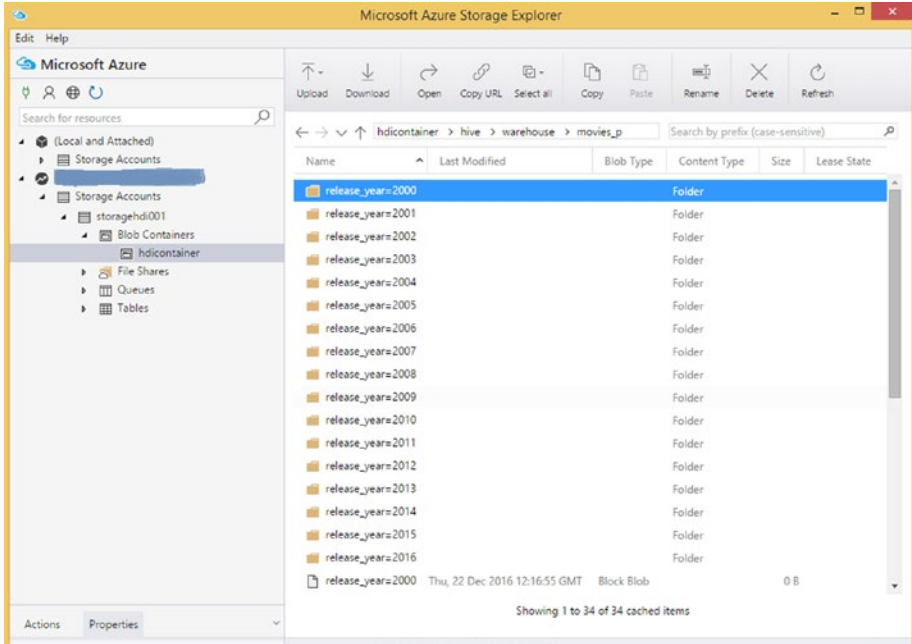 Microsoft Azure Storage Explorer
Edit Help
Microsoft Azure
Search for resources
(Local and Attached)
Storage Accounts
Storage Accounts
storagehdi001
Blob Containers
hdicontainer
File Shares
Queues
Tables
Actions Properties
Upload Download Open Copy URL Select all Copy Paste Rename Delete Refresh
hdicontainer > hive > warehouse > movies_p Search by prefix (case-sensitive)
Name Last Modified Blob Type Content Type Size Lease State
release_year=2000 Folder
release_year=2001 Folder
release_year=2002 Folder
release_year=2003 Folder
release_year=2004 Folder
release_year=2005 Folder
release_year=2006 Folder
release_year=2007 Folder
release_year=2008 Folder
release_year=2009 Folder
release_year=2010 Folder
release_year=2011 Folder
release_year=2012 Folder
release_year=2013 Folder
release_year=2014 Folder
release_year=2015 Folder
release_year=2016 Folder
release_year=2000 Thu, 22 Dec 2016 12:16:55 GMT Block Blob 0 B
Showing 1 to 34 of 34 cached items